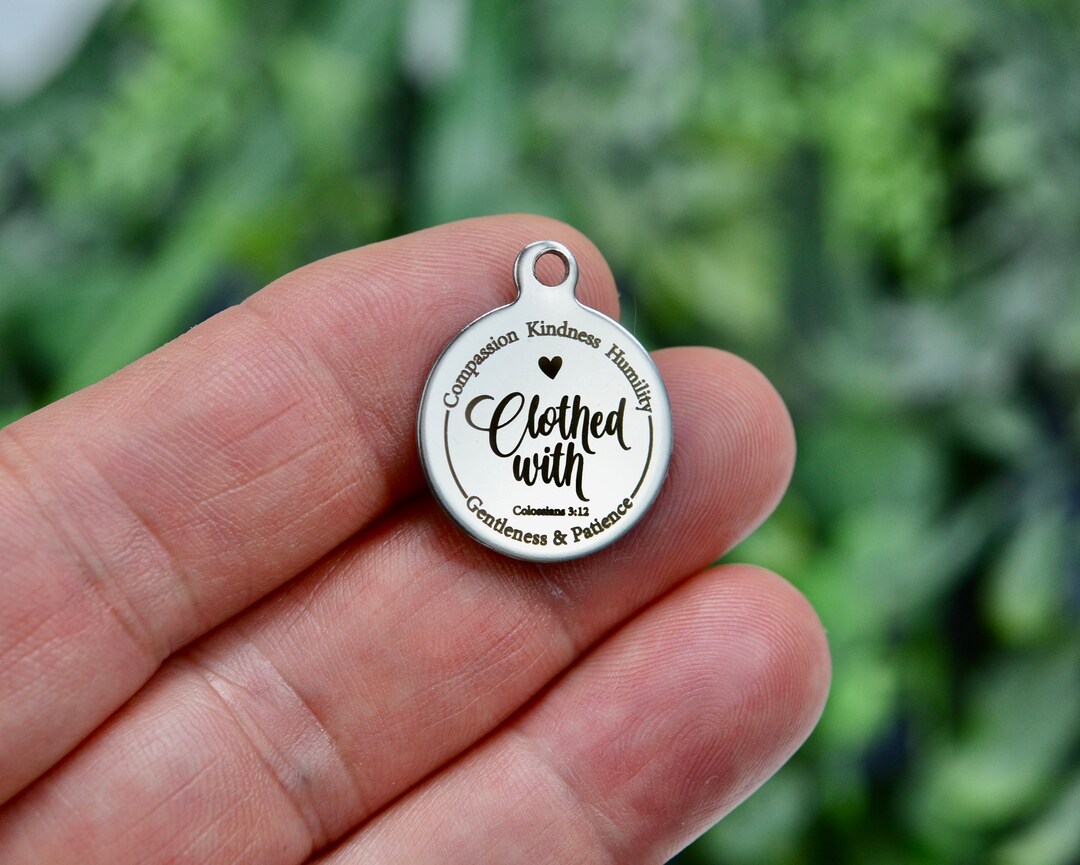 Compassion Kindness Humility
Clothed
with
Colossians 3:12
Gentleness & Patience